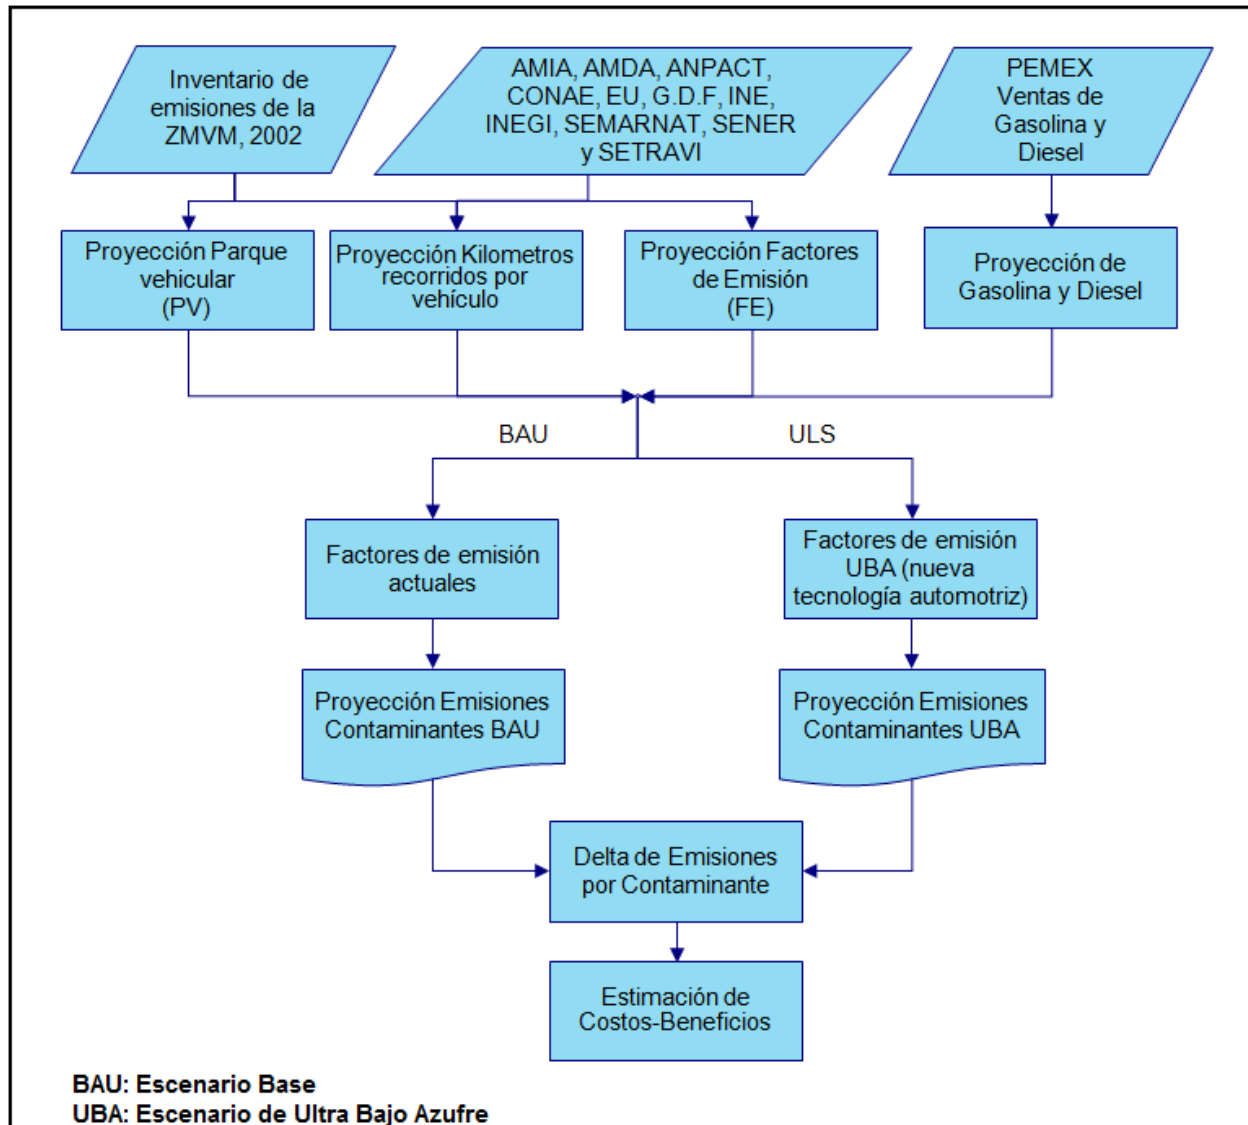 Inventario de
emisiones de la
ZMVM, 2002
AMIA, AMDA, ANPACT,
CONAE, EU, G.D.F, INE,
INEGI, SEMARNAT, SENER
y SETRAVI
PEMEX
Ventas de
Gasolina y
Diesel
Proyección Parque
vehicular
(PV)
Proyección Kilometros
recorridos por
vehículo
Proyección Factores
de Emisión
(FE)
Proyección de
Gasolina y Diesel
BAU
ULS
Factores de emisión
actuales
Factores de emisión
UBA (nueva
tecnología automotriz)
Proyección Emisiones
Contaminantes BAU
Proyección Emisiones
Contaminantes UBA
Delta de Emisiones
por Contaminante
Estimación de
Costos-Beneficios
BAU: Escenario Base
UBA: Escenario de Ultra Bajo Azufre